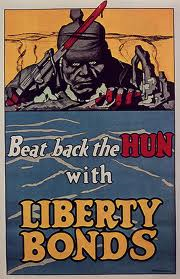 Beat back the HUN
with
LIBERTY
BONDS